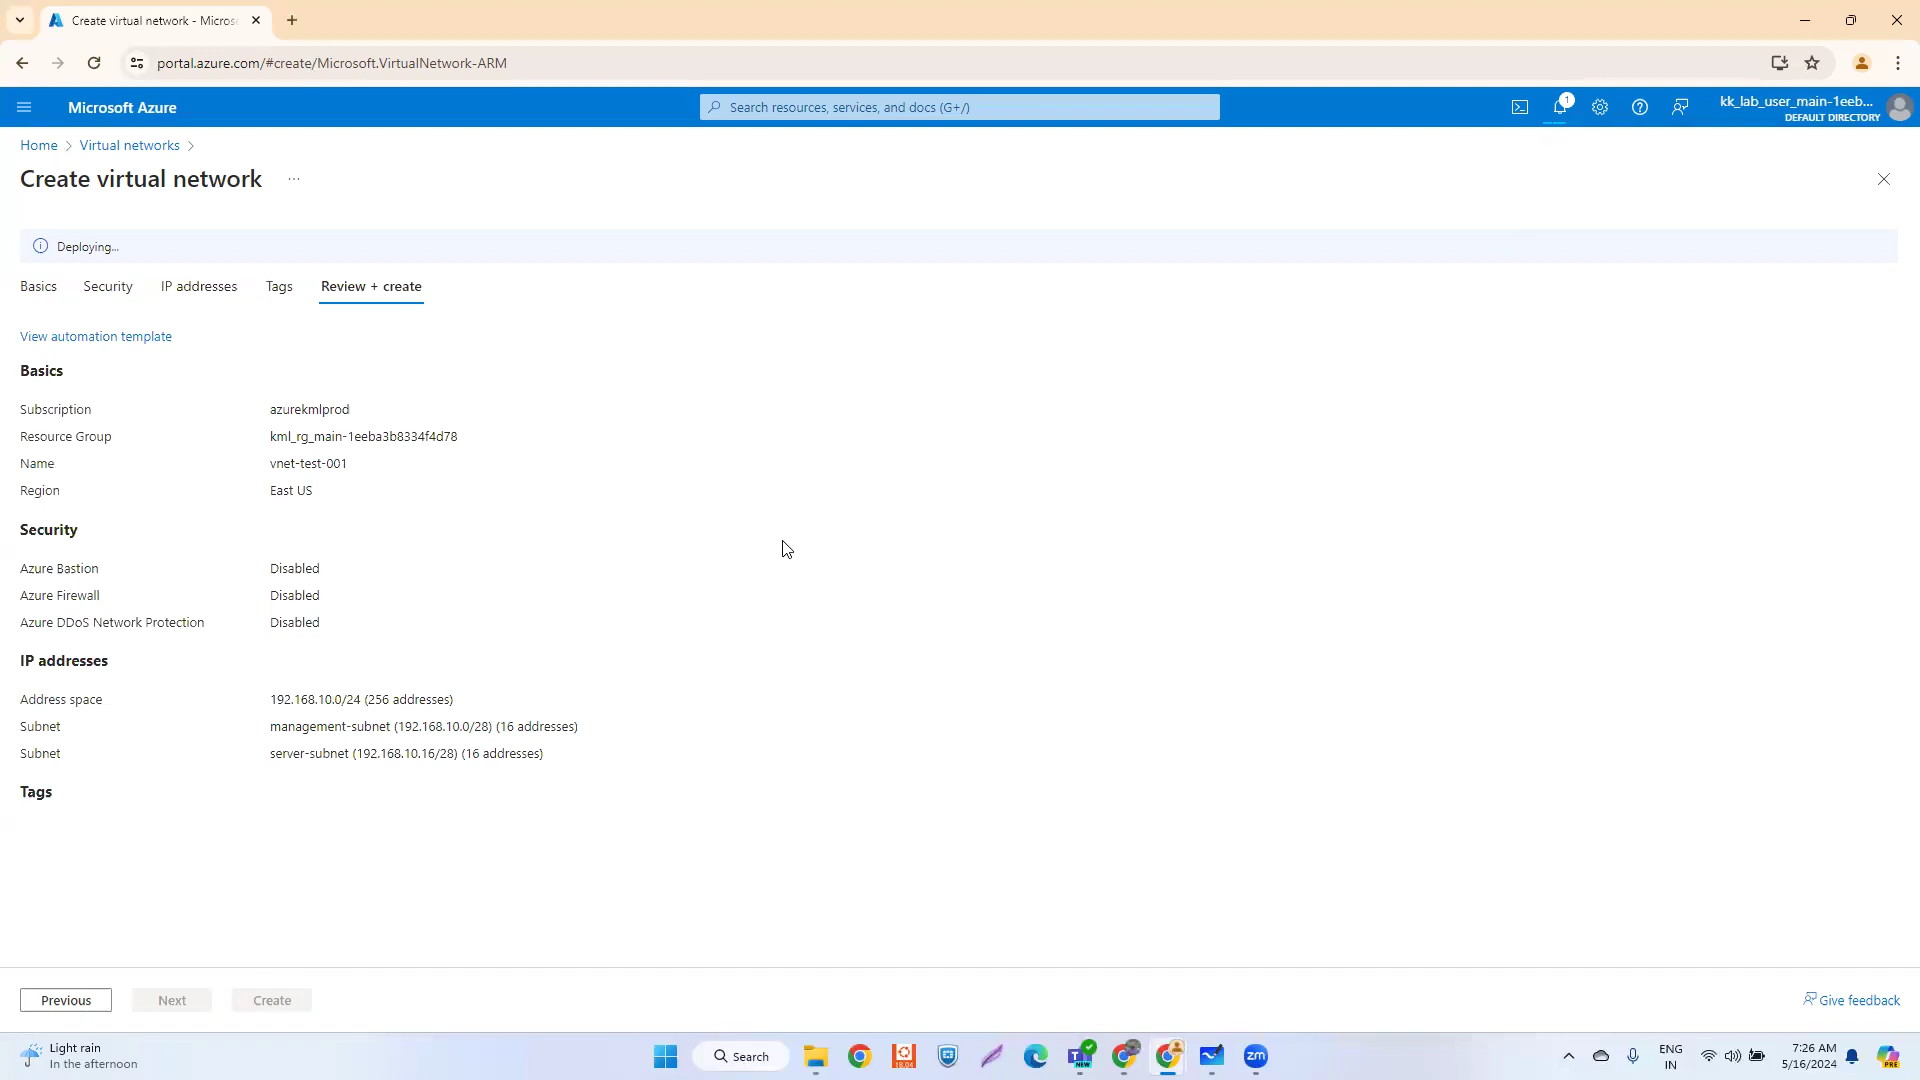 Create virtual network - Micros
portal.azure.com/#create/Microsoft.VirtualNetwork-ARM
Microsoft Azure
Search resources, services, and docs (G+/)
1
kk_lab_user_main-1eeb...
DEFAULT DIRECTORY
Home > Virtual networks >
Create virtual network ...
Deploying...
Basics Security IP addresses Tags Review + create
View automation template
Basics
Subscription azurekmlprod
Resource Group kml_rg_main-1eeba3b8334f4d78
Name vnet-test-001
Region East US
Security
Azure Bastion Disabled
Azure Firewall Disabled
Azure DDoS Network Protection Disabled
IP addresses
Address space 192.168.10.0/24 (256 addresses)
Subnet management-subnet (192.168.10.0/28) (16 addresses)
Subnet server-subnet (192.168.10.16/28) (16 addresses)
Tags
Previous Next Create Give feedback
Light rain
In the afternoon
Search
18.04
NEW
zm
ENG
IN
7:26 AM
5/16/2024
PRE